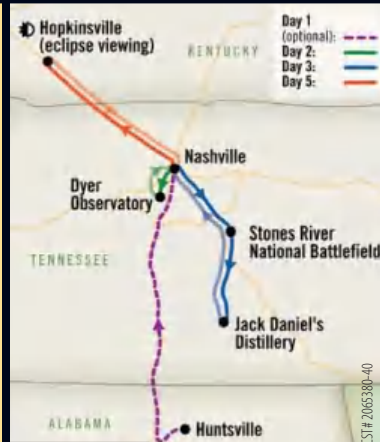 Hopkinsville
(eclipse viewing)
KENTUCKY
Day 1
(optional):
Day 2:
Day 3:
Day 5:
Nashville
Dyer
Observatory
Stones River
National Battlefield
TENNESSEE
Jack Daniel's
Distillery
ALABAMA
Huntsville
CST# 2065380-40